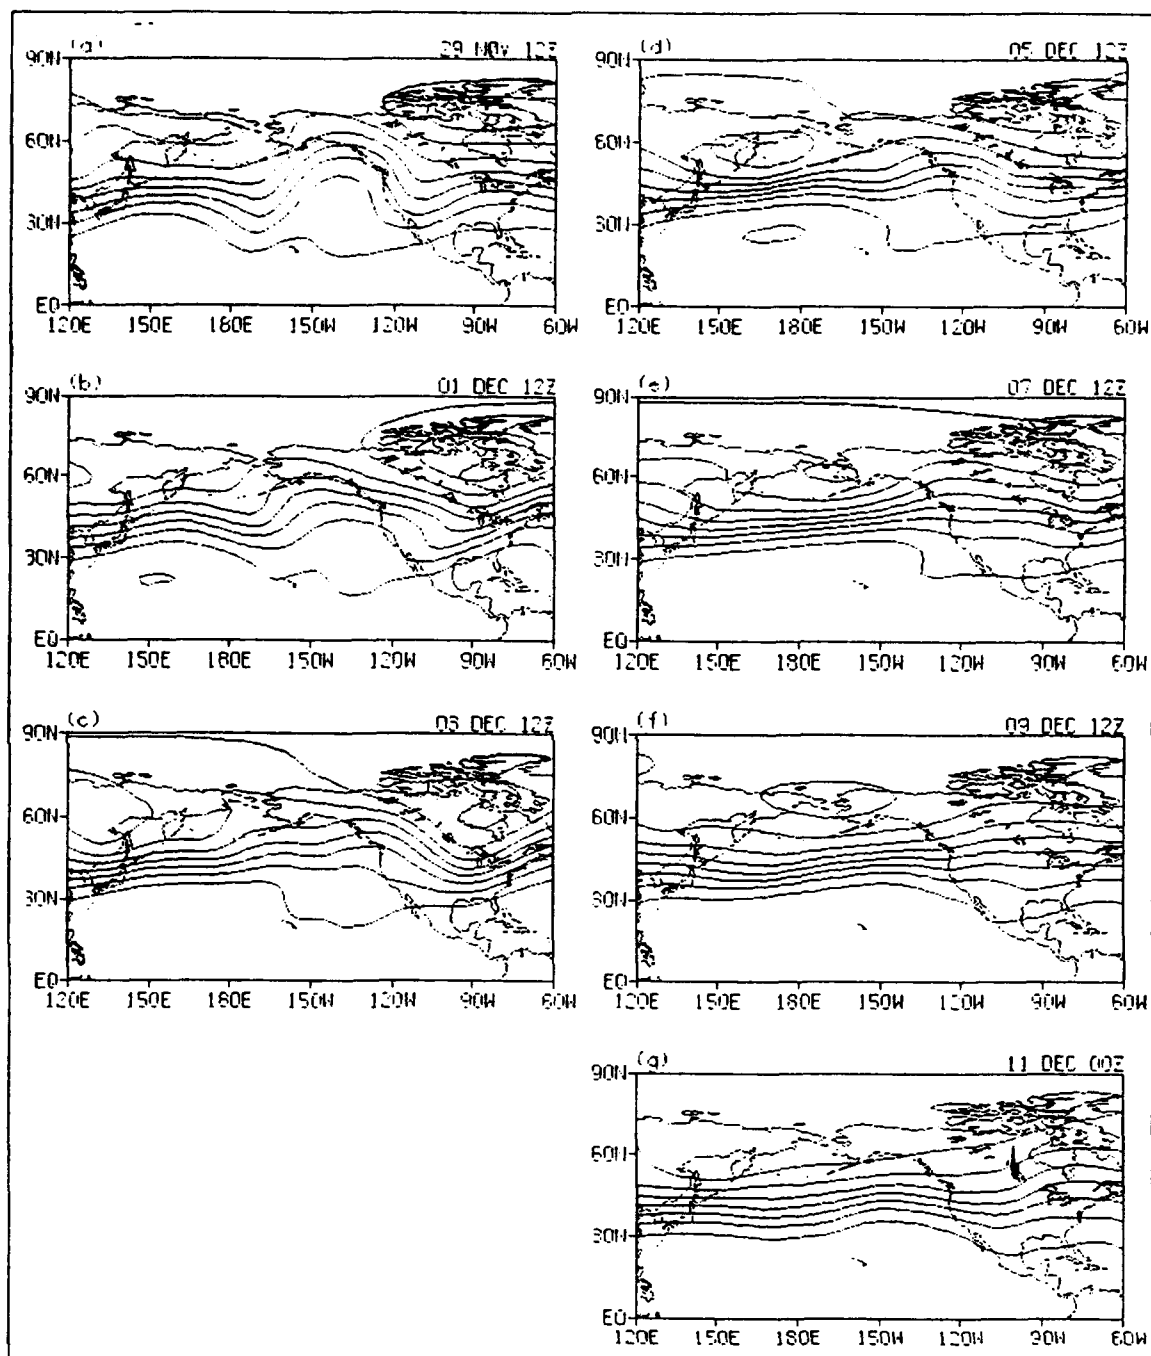 (a) 29 NOV 12Z
90N
60N
30N
EQ
120E 150E 180E 150W 120W 90W 60W
(b) 01 DEC 12Z
90N
60N
30N
EQ
120E 150E 180E 150W 120W 90W 60W
(c) 03 DEC 12Z
90N
60N
30N
EQ
120E 150E 180E 150W 120W 90W 60W
(d) 05 DEC 12Z
90N
60N
30N
EQ
120E 150E 180E 150W 120W 90W 60W
(e) 07 DEC 12Z
90N
60N
30N
EQ
120E 150E 180E 150W 120W 90W 60W
(f) 09 DEC 12Z
90N
60N
30N
EQ
120E 150E 180E 150W 120W 90W 60W
(g) 11 DEC 00Z
90N
60N
30N
EQ
120E 150E 180E 150W 120W 90W 60W